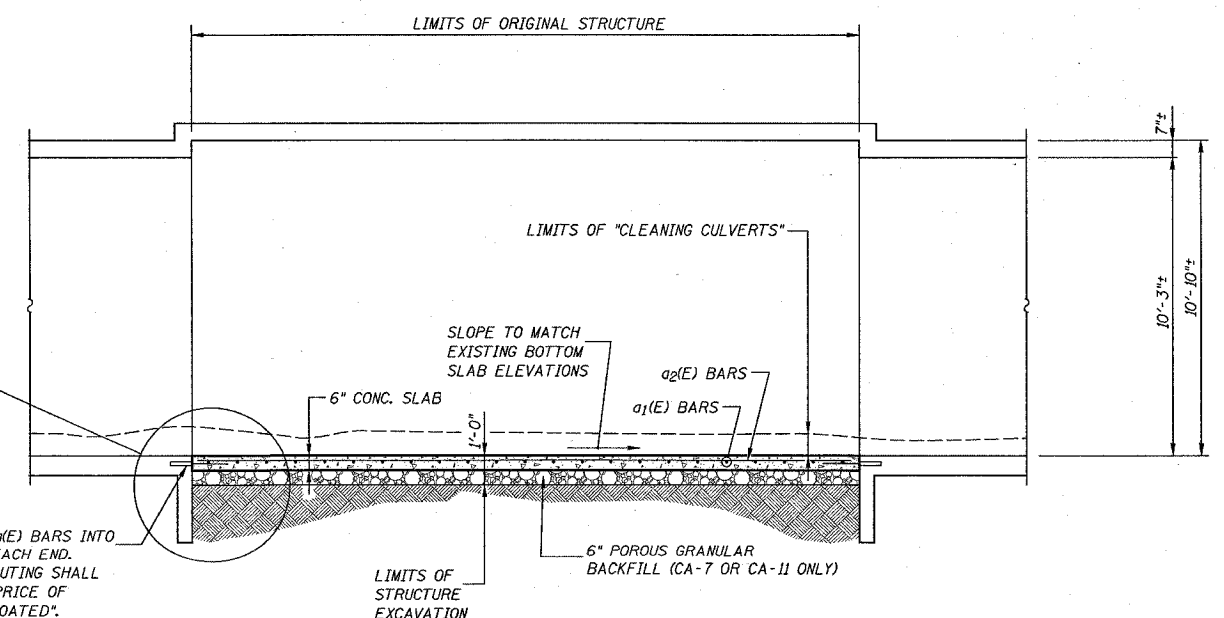 LIMITS OF ORIGINAL STRUCTURE
7"±
LIMITS OF "CLEANING CULVERTS"
10'-3"±
10'-10"±
SLOPE TO MATCH
EXISTING BOTTOM
SLAB ELEVATIONS
a2(E) BARS
a1(E) BARS
6" CONC. SLAB
1'-0"
(E) BARS INTO
EACH END.
UTING SHALL
PRICE OF
OATED".
LIMITS OF
STRUCTURE
EXCAVATION
6" POROUS GRANULAR
BACKFILL (CA-7 OR CA-11 ONLY)